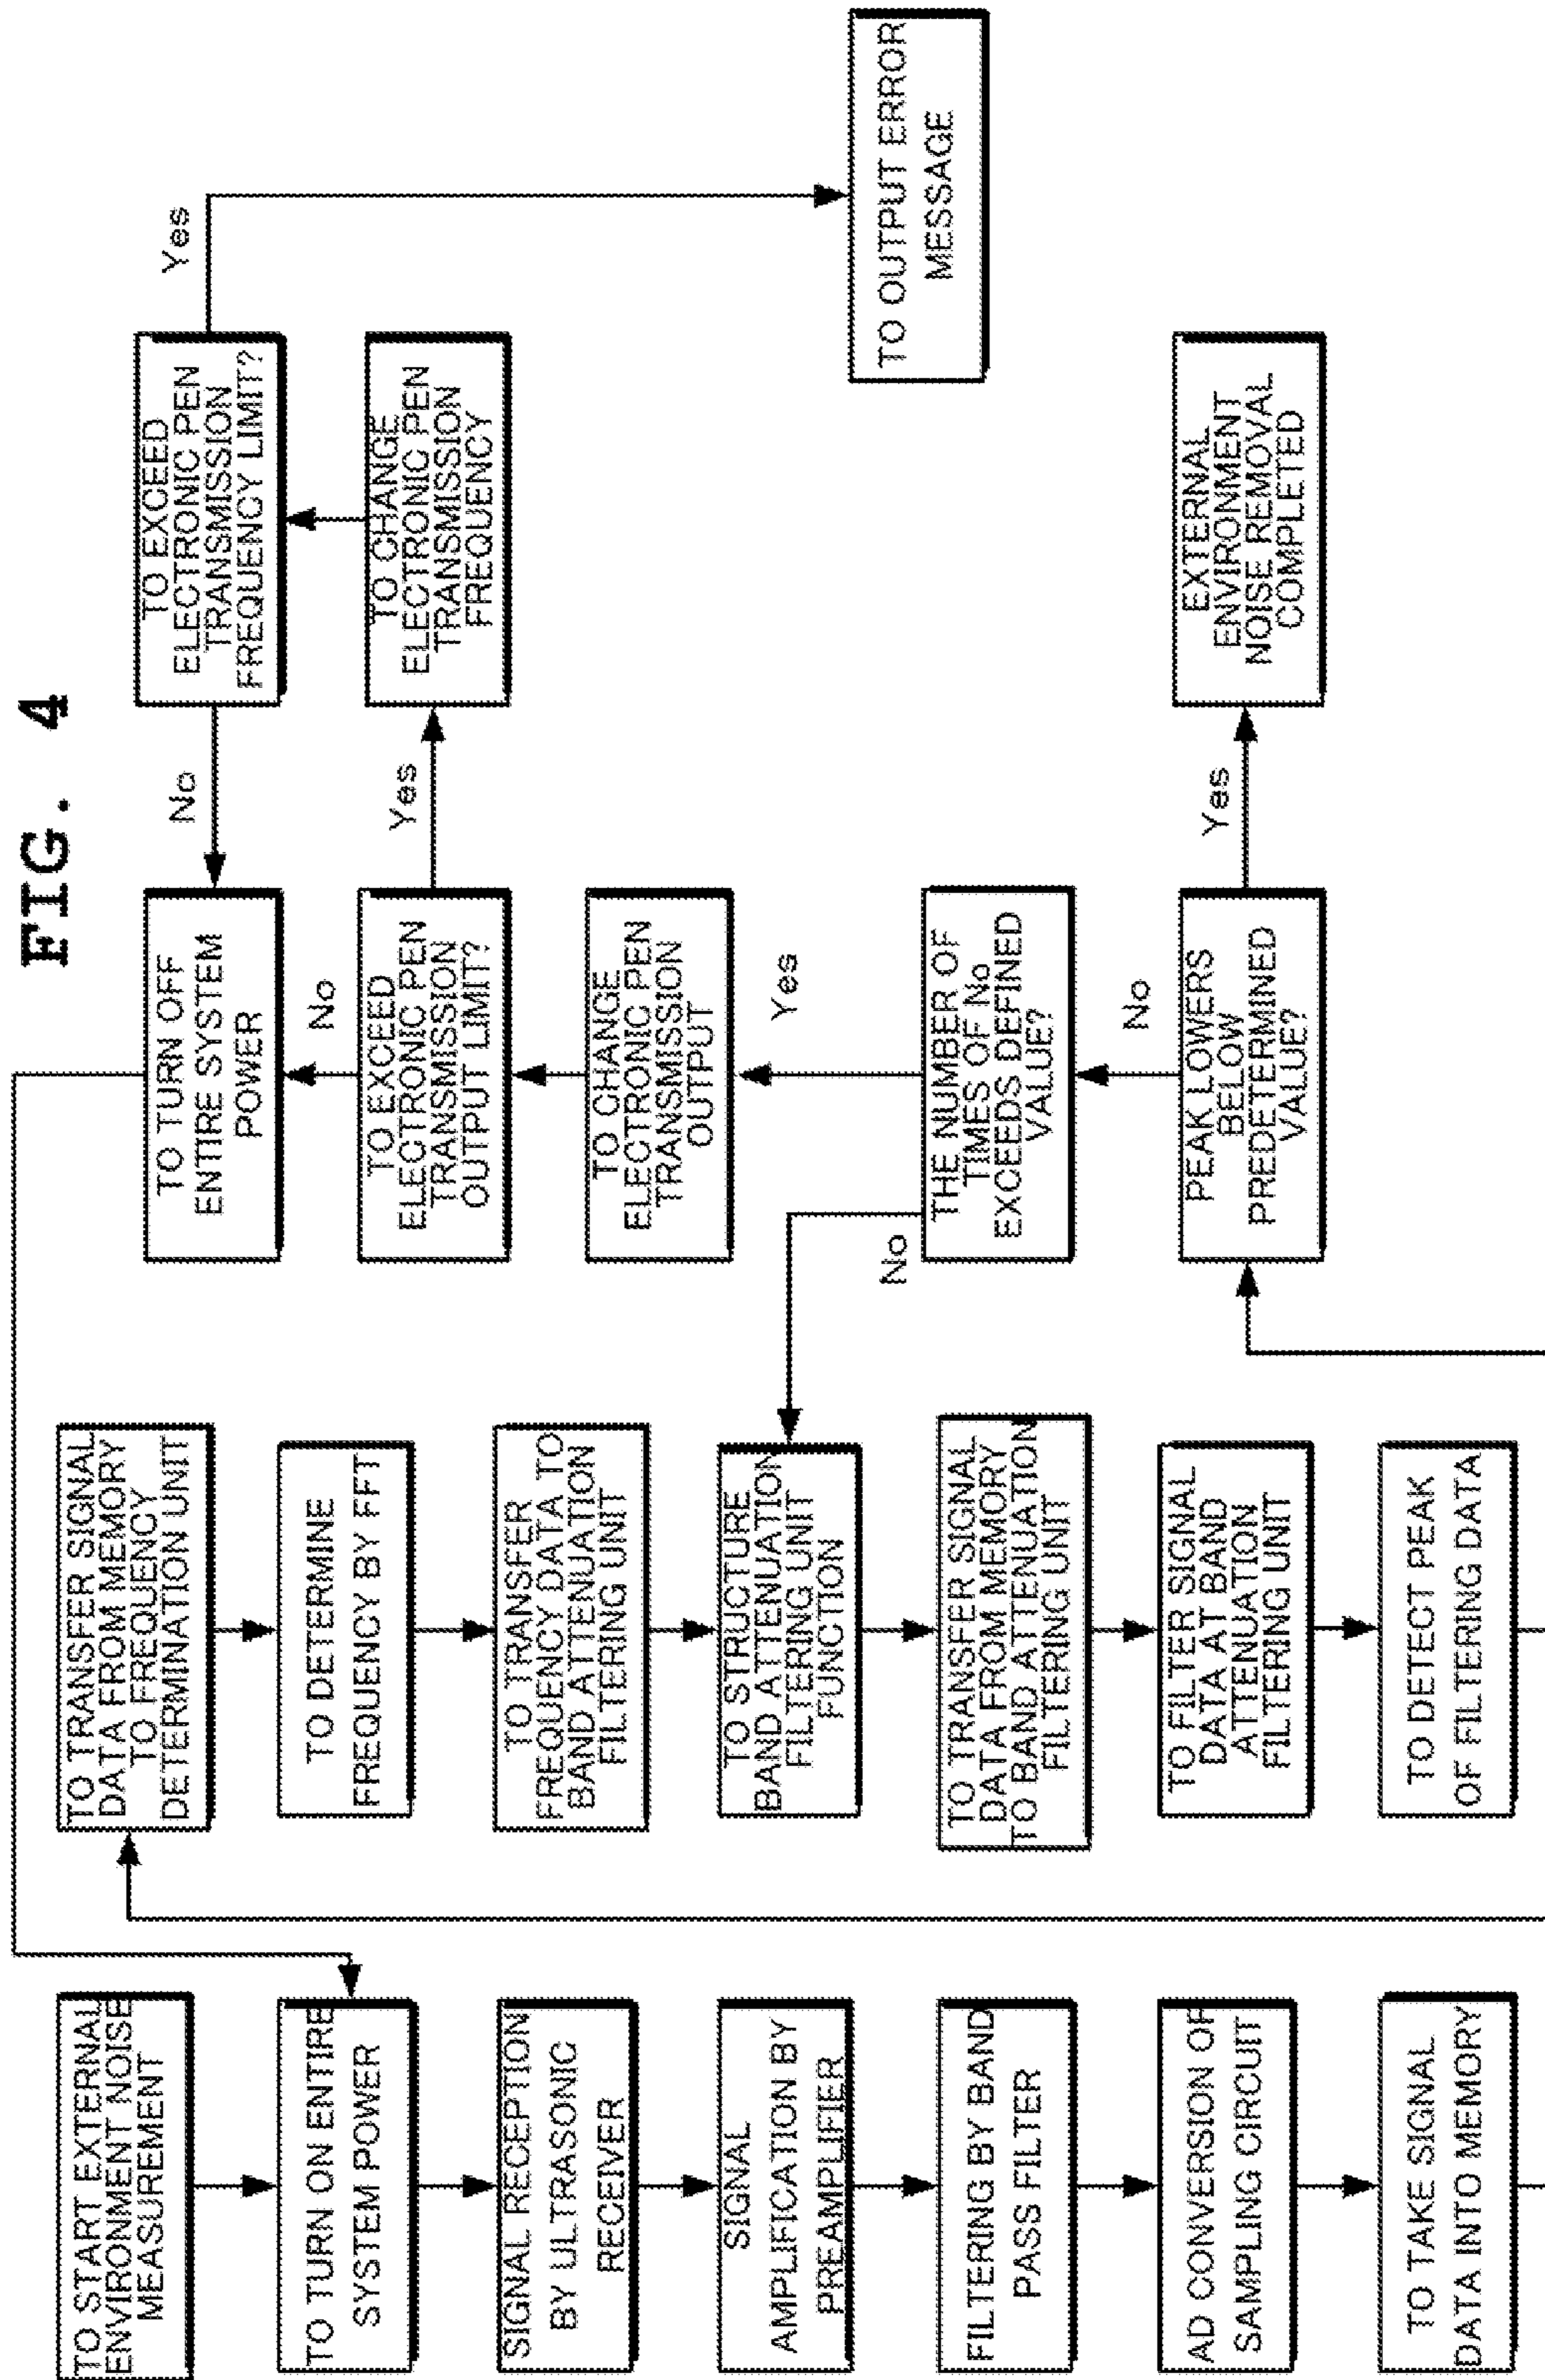 FIG. 4
TO START EXTERNAL
ENVIRONMENT NOISE
MEASUREMENT
TO TURN ON ENTIRE
SYSTEM POWER
SIGNAL RECEPTION
BY ULTRASONIC
RECEIVER
SIGNAL
AMPLIFICATION BY
PREAMPLIFIER
FILTERING BY BAND
PASS FILTER
AD CONVERSION OF
SAMPLING CIRCUIT
TO TAKE SIGNAL
DATA INTO MEMORY
TO TRANSFER SIGNAL
DATA FROM MEMORY
TO FREQUENCY
DETERMINATION UNIT
TO DETERMINE
FREQUENCY BY FFT
TO TRANSFER
FREQUENCY DATA TO
BAND ATTENUATION
FILTERING UNIT
TO STRUCTURE
BAND ATTENUATION
FILTERING UNIT
FUNCTION
TO TRANSFER SIGNAL
DATA FROM MEMORY
TO BAND ATTENUATION
FILTERING UNIT
TO FILTER SIGNAL
DATA AT BAND
ATTENUATION
FILTERING UNIT
TO DETECT PEAK
OF FILTERING DATA
TO TURN OFF
ENTIRE SYSTEM
POWER
No
TO EXCEED
ELECTRONIC PEN
TRANSMISSION
OUTPUT LIMIT?
TO CHANGE
ELECTRONIC PEN
TRANSMISSION
OUTPUT
Yes
No
THE NUMBER OF
TIMES OF No
EXCEEDS DEFINED
VALUE?
No
PEAK LOWERS
BELOW
PREDETERMINED
VALUE?
No
Yes
Yes
TO EXCEED
ELECTRONIC PEN
TRANSMISSION
FREQUENCY LIMIT?
TO CHANGE
ELECTRONIC PEN
TRANSMISSION
FREQUENCY
EXTERNAL
ENVIRONMENT
NOISE REMOVAL
COMPLETED
Yes
TO OUTPUT ERROR
MESSAGE